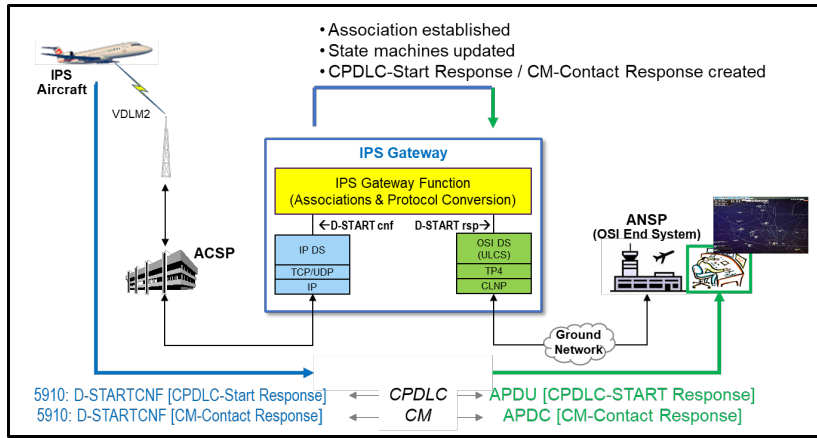 • Association established
• State machines updated
• CPDLC-Start Response / CM-Contact Response created
IPS
Aircraft
VDLM2
IPS Gateway
IPS Gateway Function
(Associations & Protocol Conversion)
←D-START cnf
D-START rsp→
ACSP
IP DS
TCP/UDP
IP
OSI DS
(ULCS)
TP4
CLNP
ANSP
(OSI End System)
Ground
Network
5910: D-STARTCNF [CPDLC-Start Response]
CPDLC
APDU [CPDLC-START Response]
5910: D-STARTCNF [CM-Contact Response]
CM
APDC [CM-Contact Response]